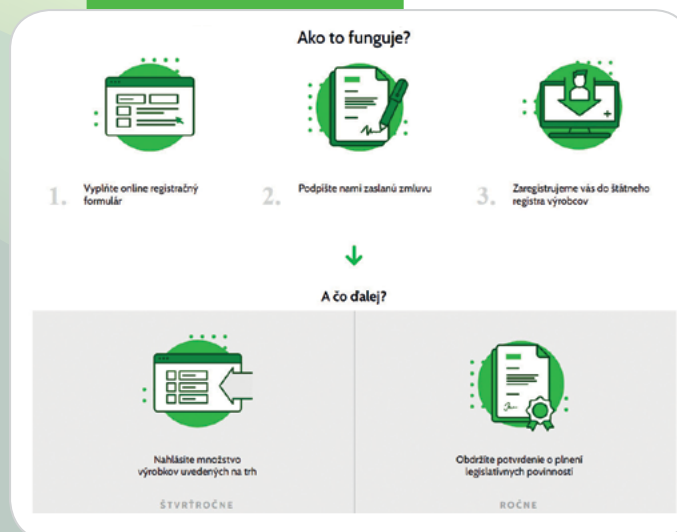 Ako to funguje?
1.
Vyplňte online registračný
formulár
2.
Podpíšte nami zaslanú zmluvu
3.
Zaregistrujeme vás do štátneho
registra výrobcov
A čo ďalej?
Nahlásite množstvo
výrobkov uvedených na trh
ŠTVRŤROČNE
Obdržíte potvrdenie o plnení
legislatívnych povinností
ROČNE